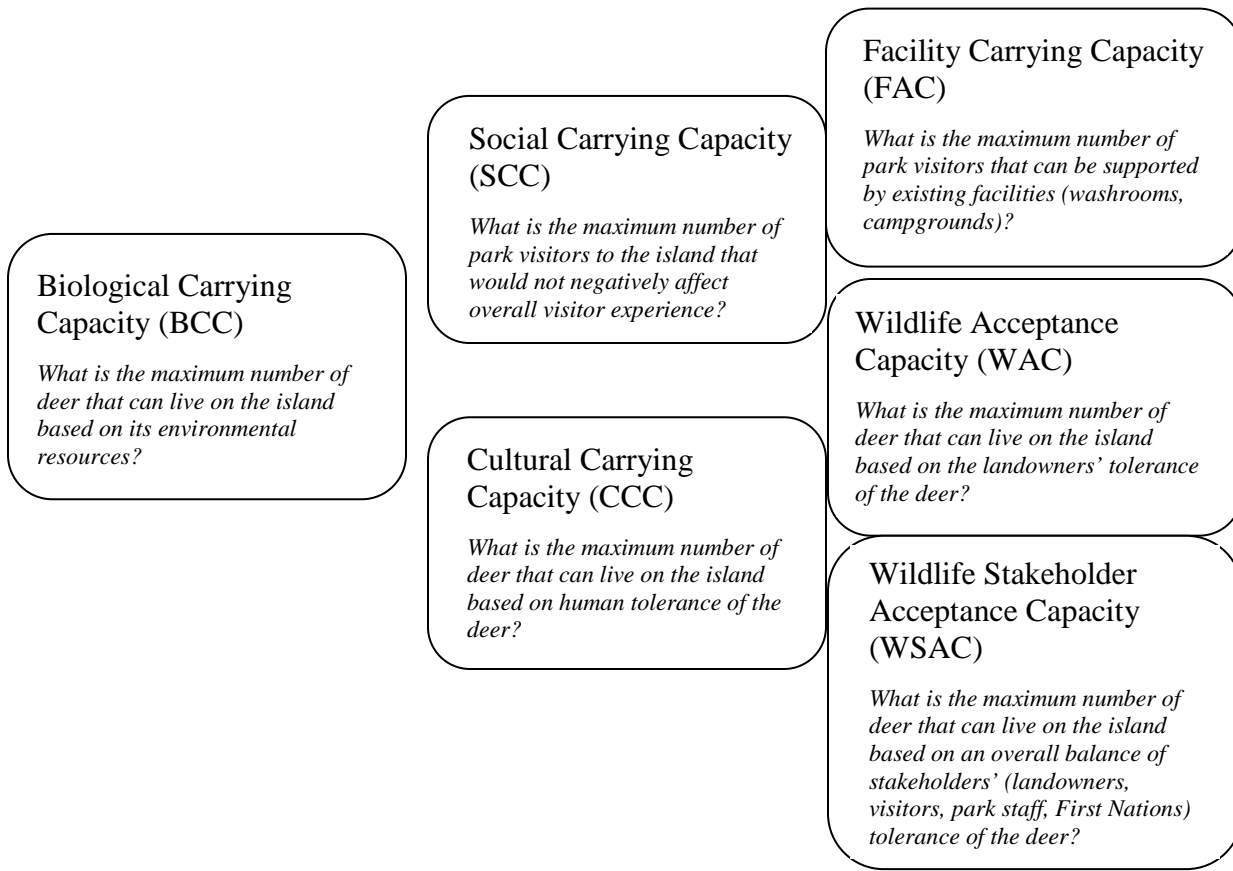 Biological Carrying
Capacity (BCC)
What is the maximum number of
deer that can live on the island
based on its environmental
resources?
Social Carrying Capacity
(SCC)
What is the maximum number of
park visitors to the island that
would not negatively affect
overall visitor experience?
Cultural Carrying
Capacity (CCC)
What is the maximum number of
deer that can live on the island
based on human tolerance of the
deer?
Facility Carrying Capacity
(FAC)
What is the maximum number of
park visitors that can be supported
by existing facilities (washrooms,
campgrounds)?
Wildlife Acceptance
Capacity (WAC)
What is the maximum number of
deer that can live on the island
based on the landowners’ tolerance
of the deer?
Wildlife Stakeholder
Acceptance Capacity
(WSAC)
What is the maximum number of
deer that can live on the island
based on an overall balance of
stakeholders’ (landowners,
visitors, park staff, First Nations)
tolerance of the deer?